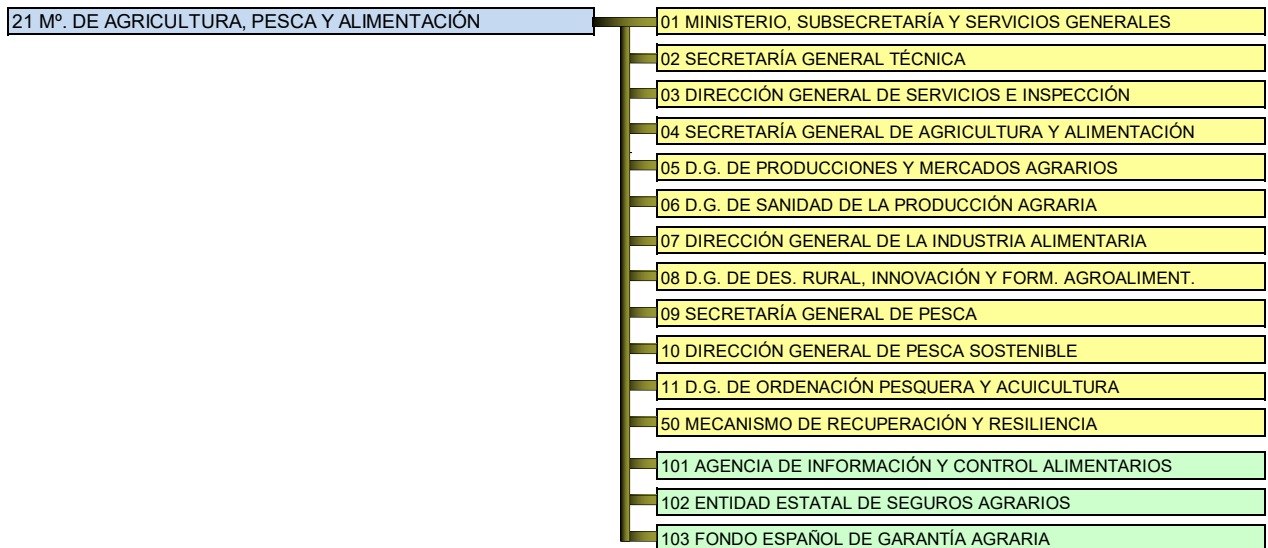 21 Mº. DE AGRICULTURA, PESCA Y ALIMENTACIÓN
01 MINISTERIO, SUBSECRETARÍA Y SERVICIOS GENERALES
02 SECRETARÍA GENERAL TÉCNICA
03 DIRECCIÓN GENERAL DE SERVICIOS E INSPECCIÓN
04 SECRETARÍA GENERAL DE AGRICULTURA Y ALIMENTACIÓN
05 D.G. DE PRODUCCIONES Y MERCADOS AGRARIOS
06 D.G. DE SANIDAD DE LA PRODUCCIÓN AGRARIA
07 DIRECCIÓN GENERAL DE LA INDUSTRIA ALIMENTARIA
08 D.G. DE DES. RURAL, INNOVACIÓN Y FORM. AGROALIMENT.
09 SECRETARÍA GENERAL DE PESCA
10 DIRECCIÓN GENERAL DE PESCA SOSTENIBLE
11 D.G. DE ORDENACIÓN PESQUERA Y ACUICULTURA
50 MECANISMO DE RECUPERACIÓN Y RESILIENCIA
101 AGENCIA DE INFORMACIÓN Y CONTROL ALIMENTARIOS
102 ENTIDAD ESTATAL DE SEGUROS AGRARIOS
103 FONDO ESPAÑOL DE GARANTÍA AGRARIA